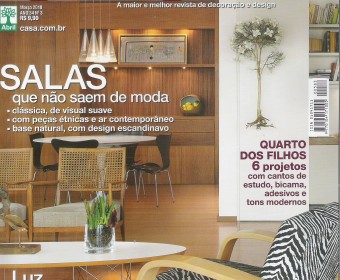 A maior e melhor revista de decoração e design
Abril
Março 2010
R$ 9,90
casa.com.br
SALAS
que não saem de moda
• clássica, de visual suave
• com peças étnicas e ar contemporâneo
• base natural, com design escandinavo
QUARTO
DOS FILHOS
6 projetos
com cantos de
estudo, bicama,
adesivos e
tons modernos
Luz